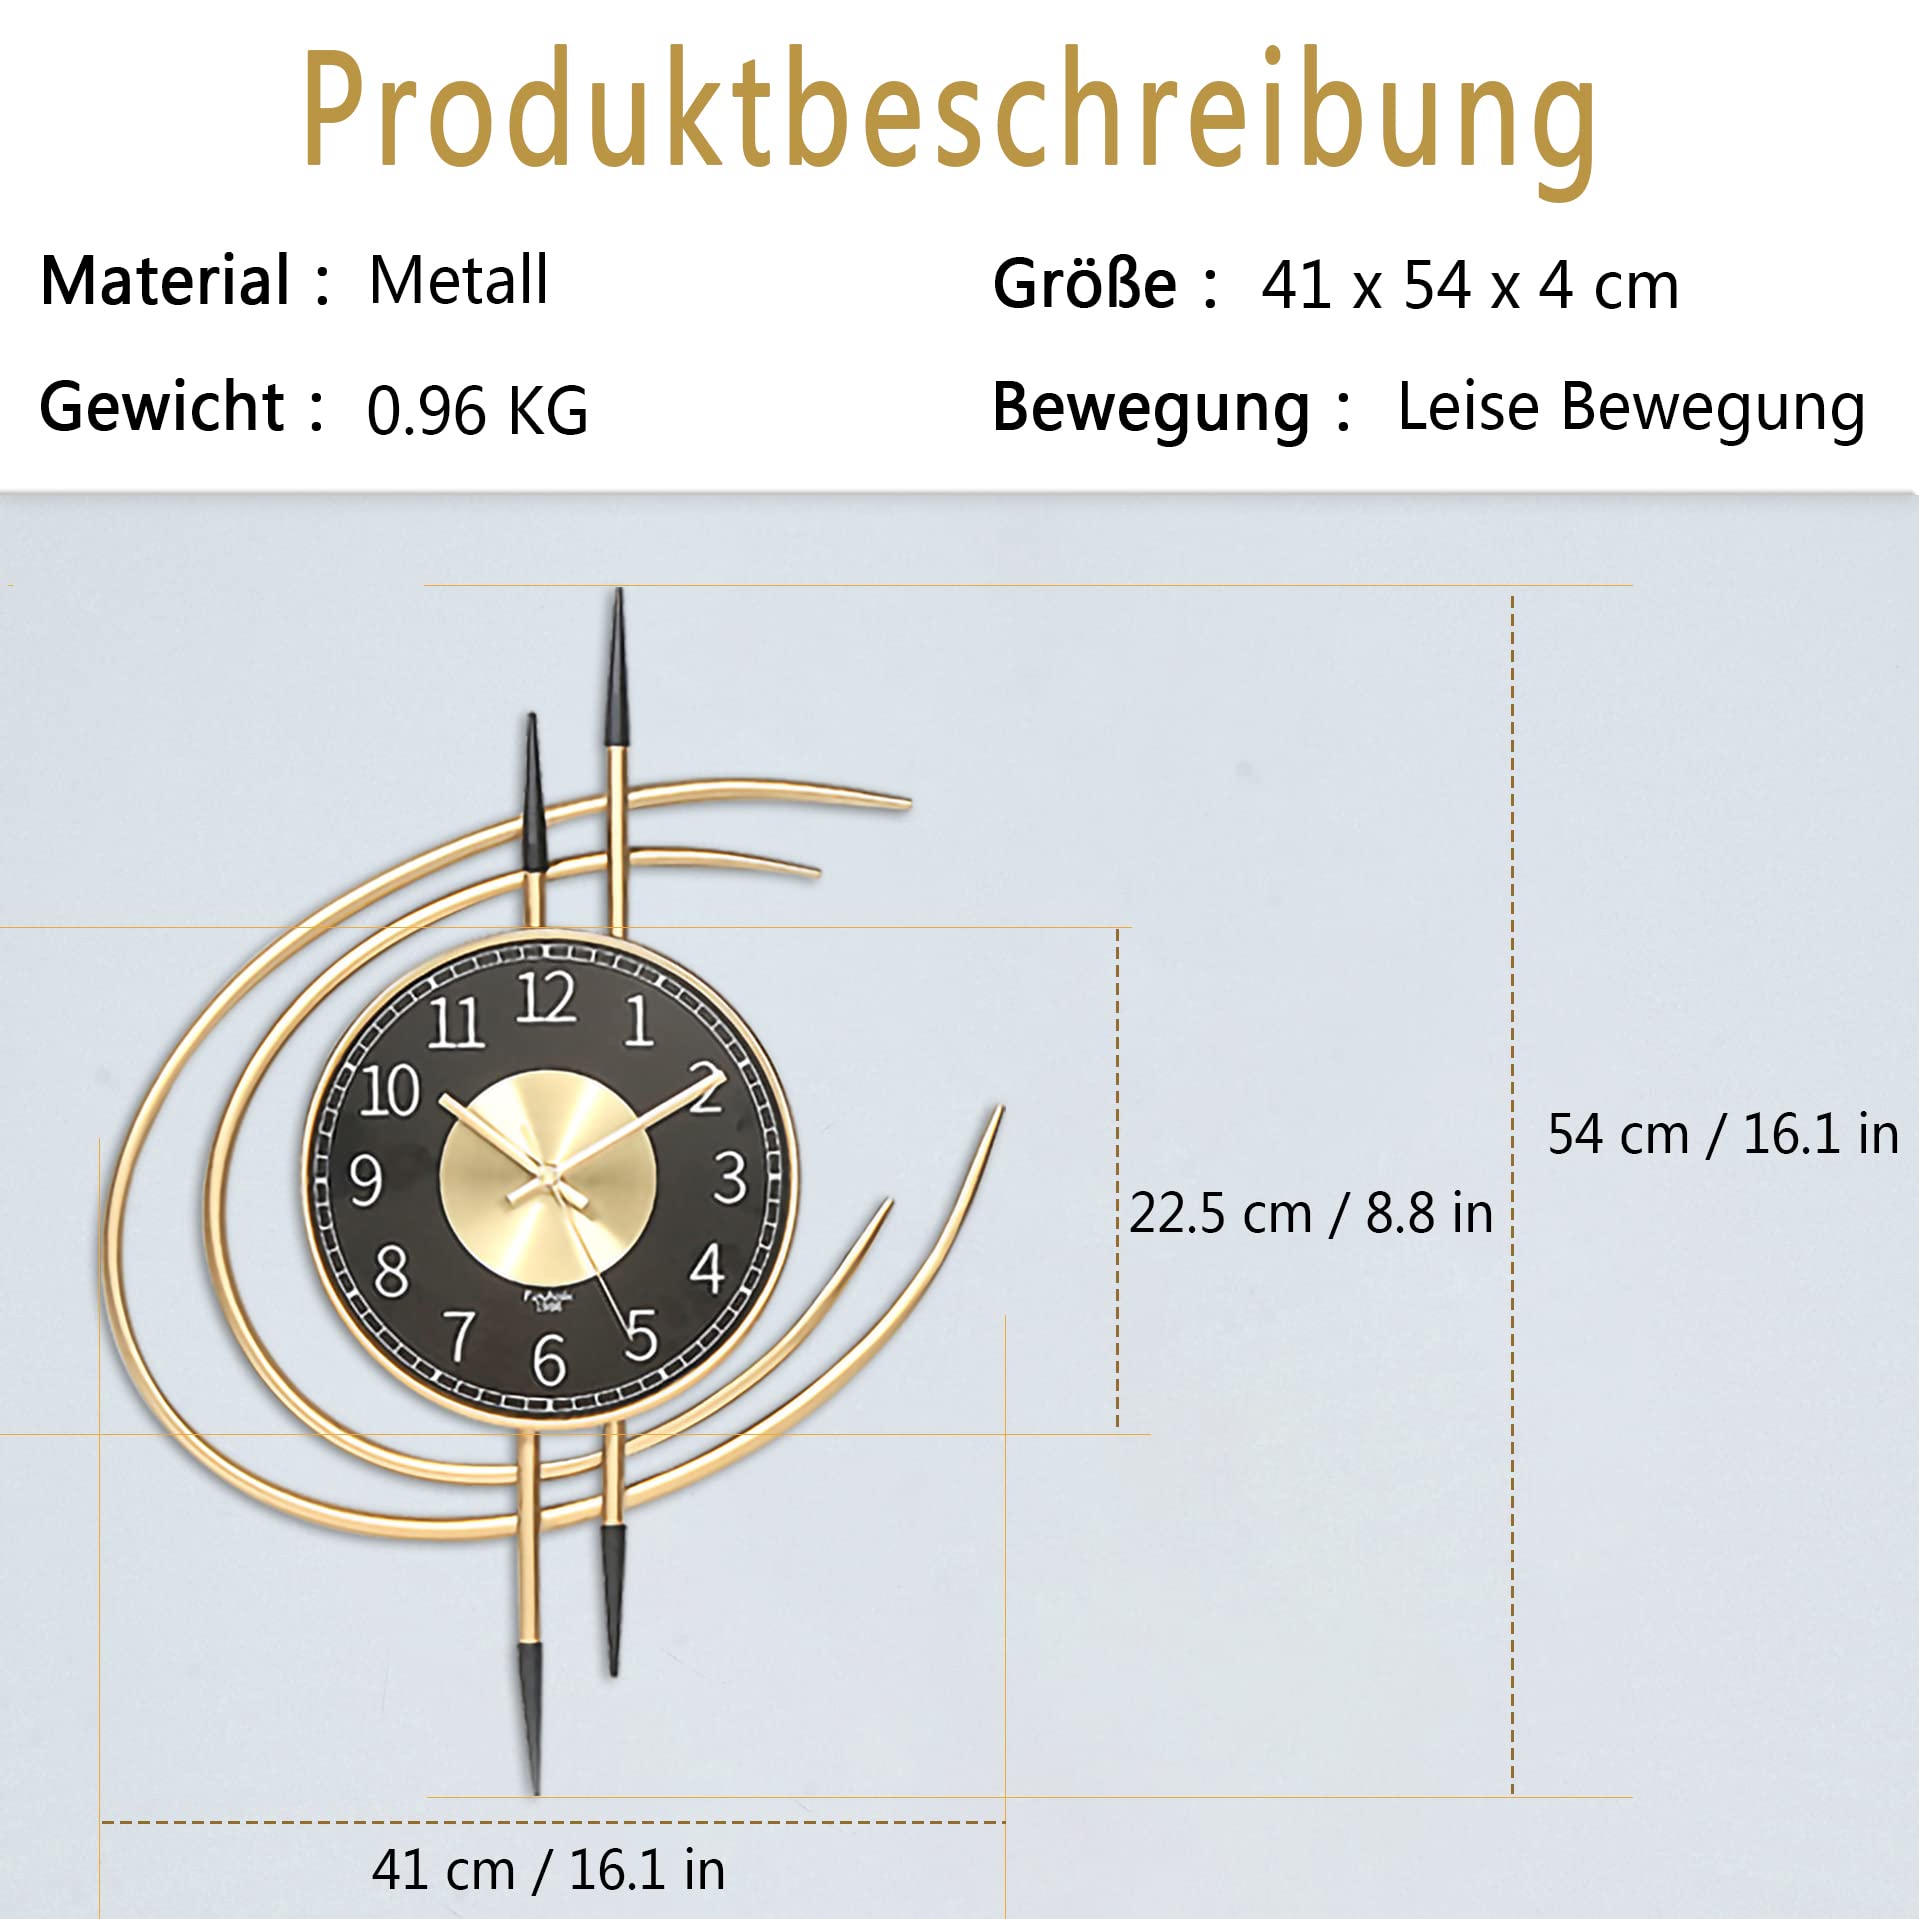 Produktbeschreibung
Material : Metall
Größe : 41 x 54 x 4 cm
Gewicht : 0.96 KG
Bewegung : Leise Bewegung
12
11 1
10 2
9 3
8 4
7 5
6
54 cm / 16.1 in
22.5 cm / 8.8 in
41 cm / 16.1 in